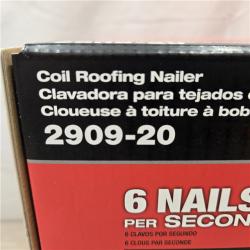 Coil Roofing Nailer
Clavadora para tejados
Cloueuse à toiture à bob
2909-20
6 NAILS
PER SECON
6 CLAVOS POR SEGUNDO
6 CLOUS PAR SECONDE